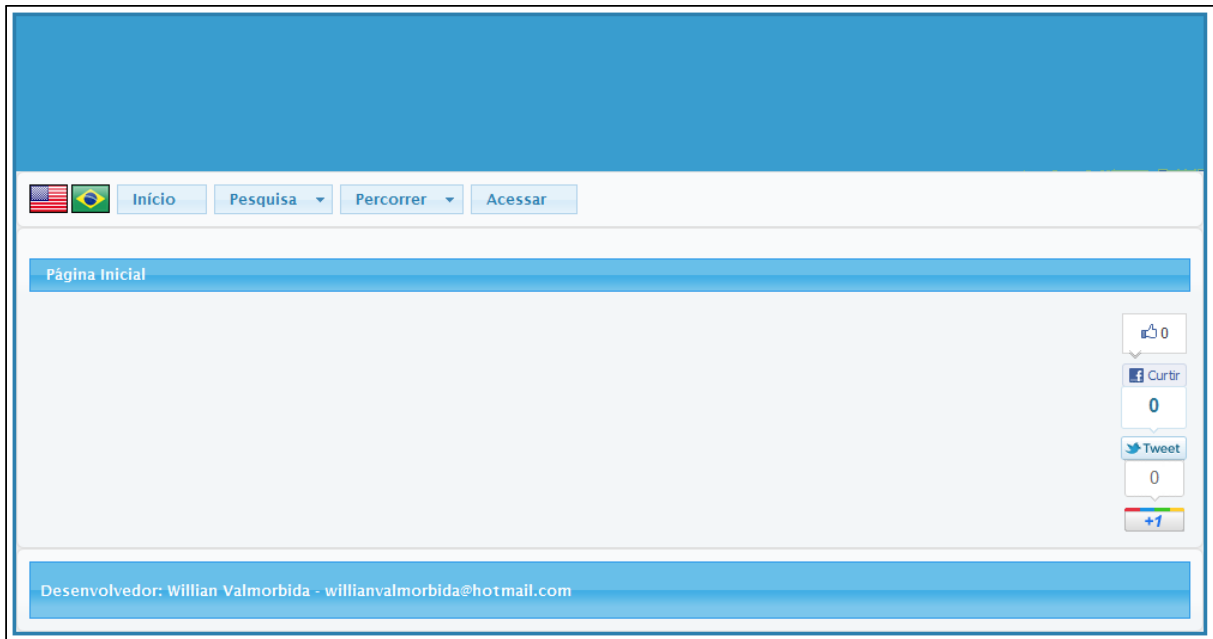 Início Pesquisa Percorrer Acessar
Página Inicial
0
Curtir
0
Tweet
0
+1
Desenvolvedor: Willian Valmorbida - willianvalmorbida@hotmail.com